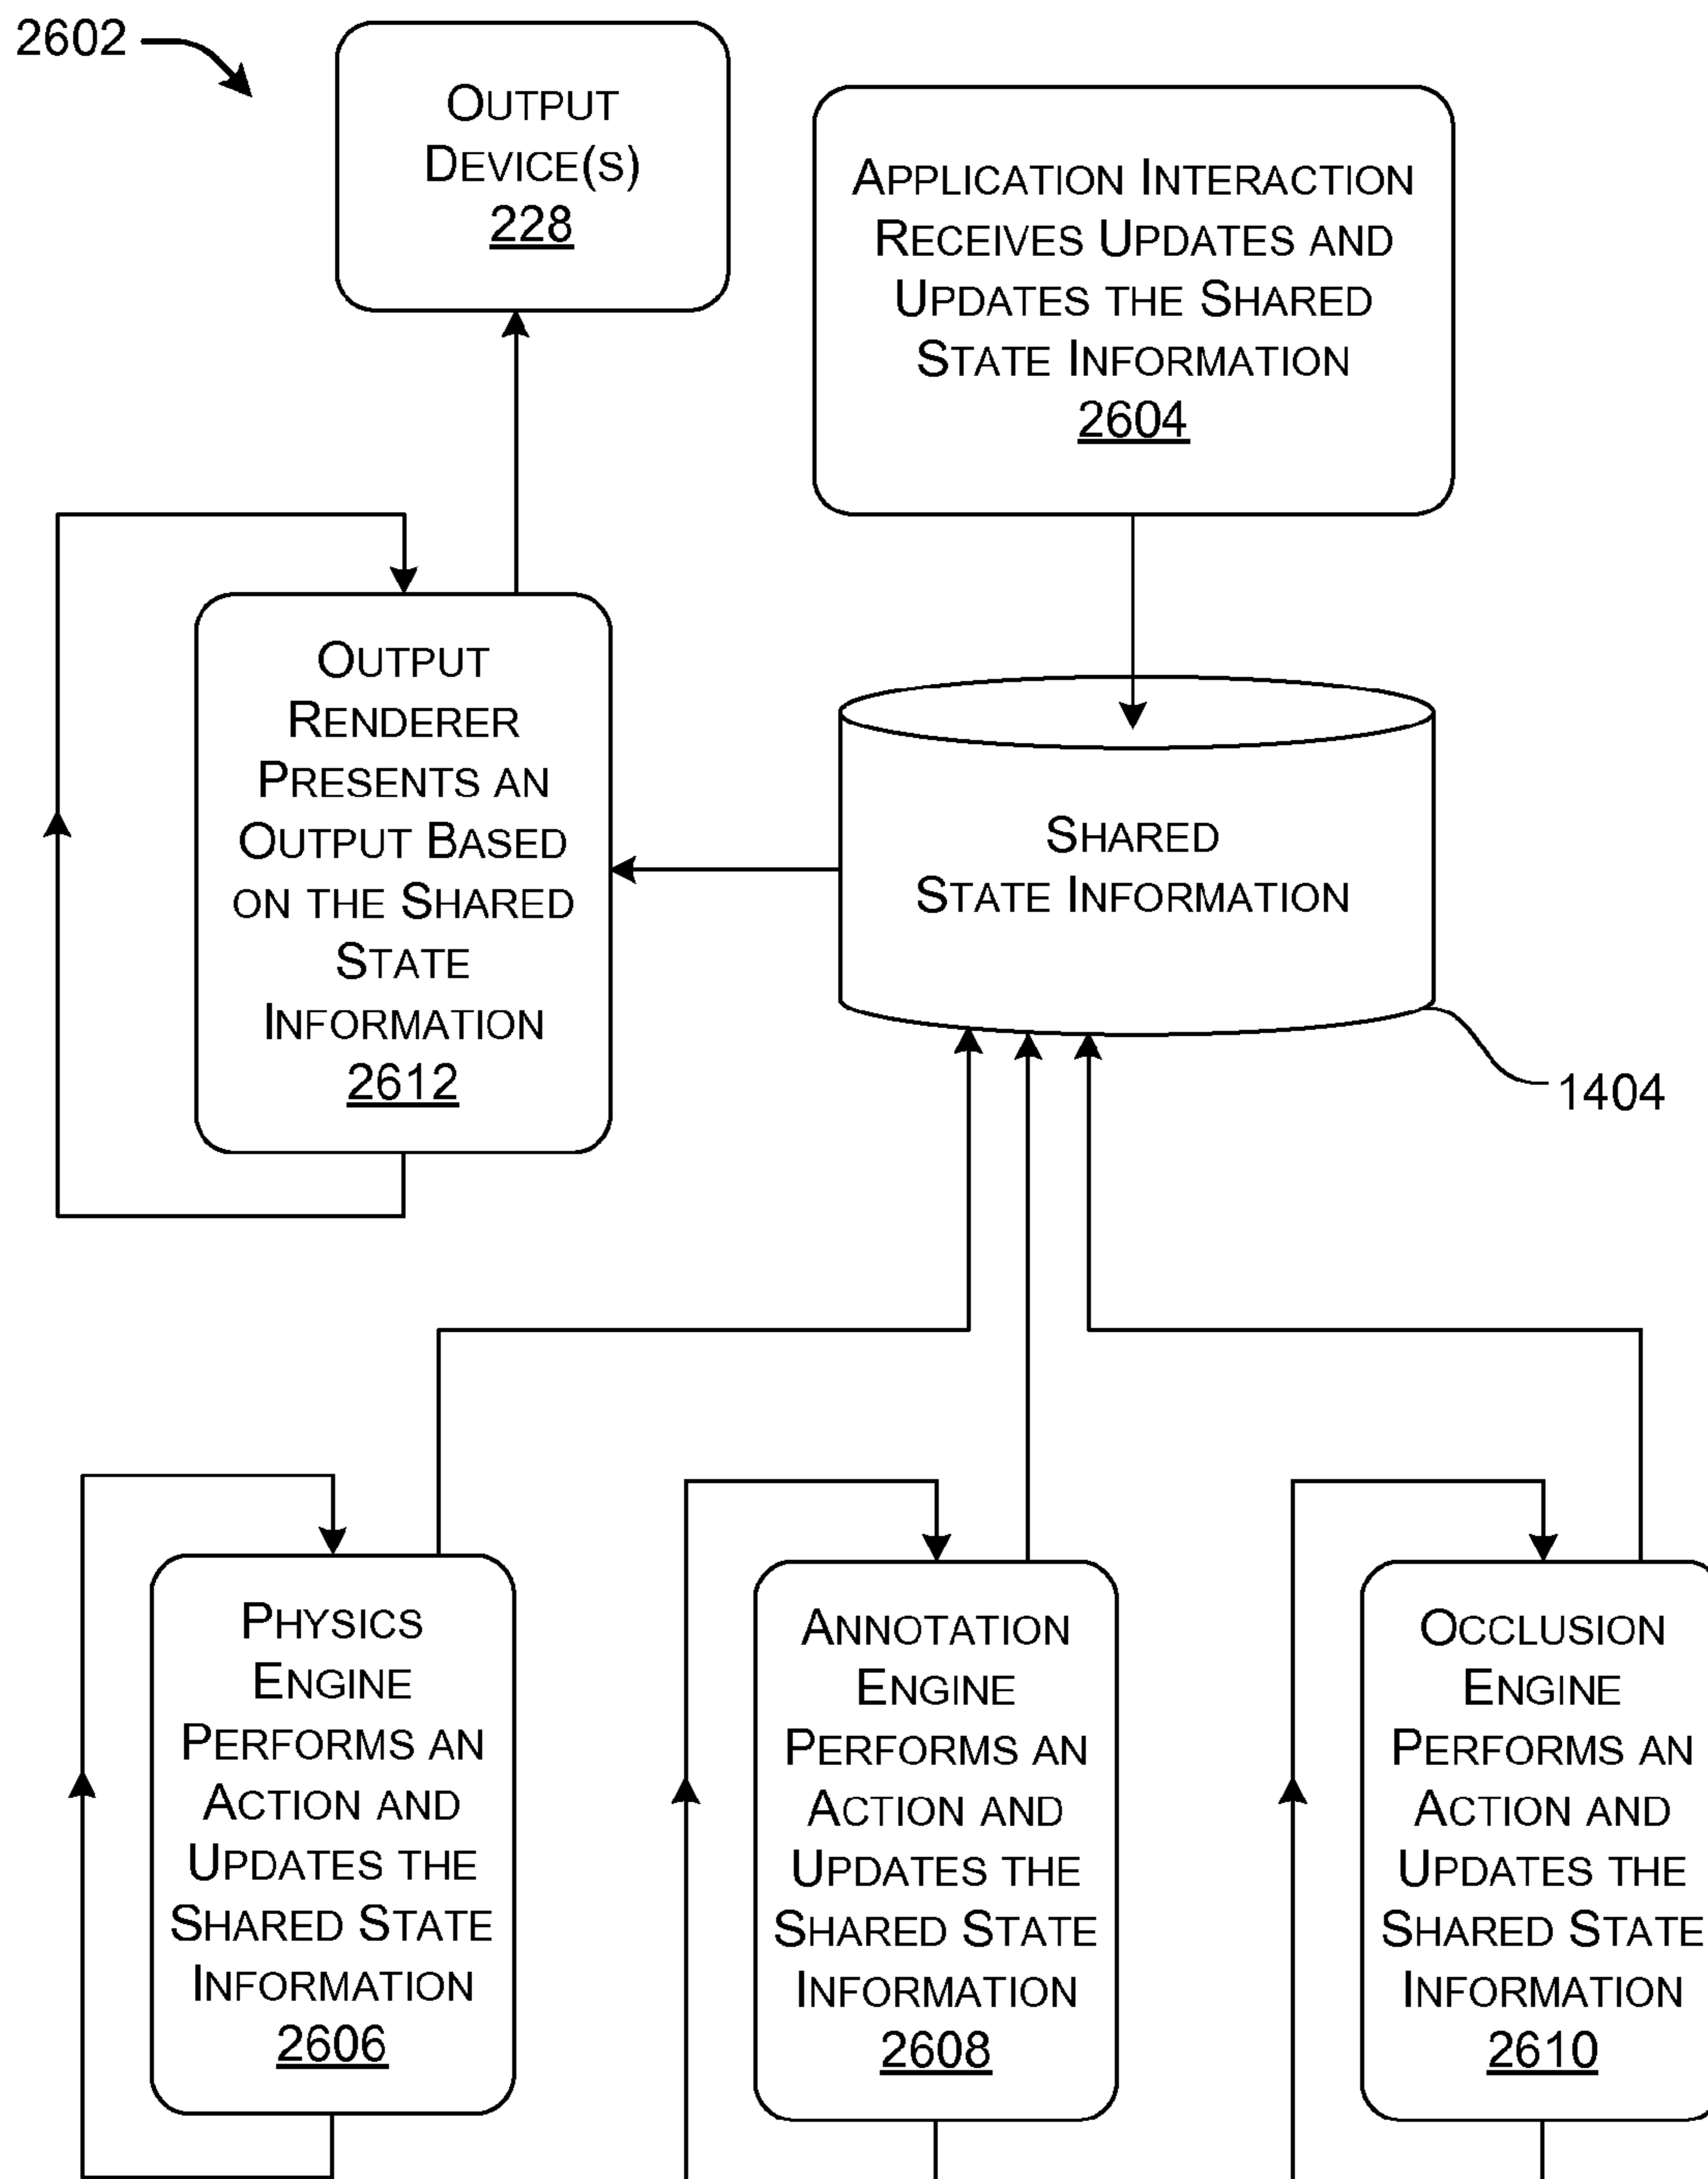 2602
OUTPUT
DEVICE(S)
228
APPLICATION INTERACTION
RECEIVES UPDATES AND
UPDATES THE SHARED
STATE INFORMATION
2604
OUTPUT
RENDERER
PRESENTS AN
OUTPUT BASED
ON THE SHARED
STATE
INFORMATION
2612
SHARED
STATE INFORMATION
1404
PHYSICS
ENGINE
PERFORMS AN
ACTION AND
UPDATES THE
SHARED STATE
INFORMATION
2606
ANNOTATION
ENGINE
PERFORMS AN
ACTION AND
UPDATES THE
SHARED STATE
INFORMATION
2608
OCCLUSION
ENGINE
PERFORMS AN
ACTION AND
UPDATES THE
SHARED STATE
INFORMATION
2610